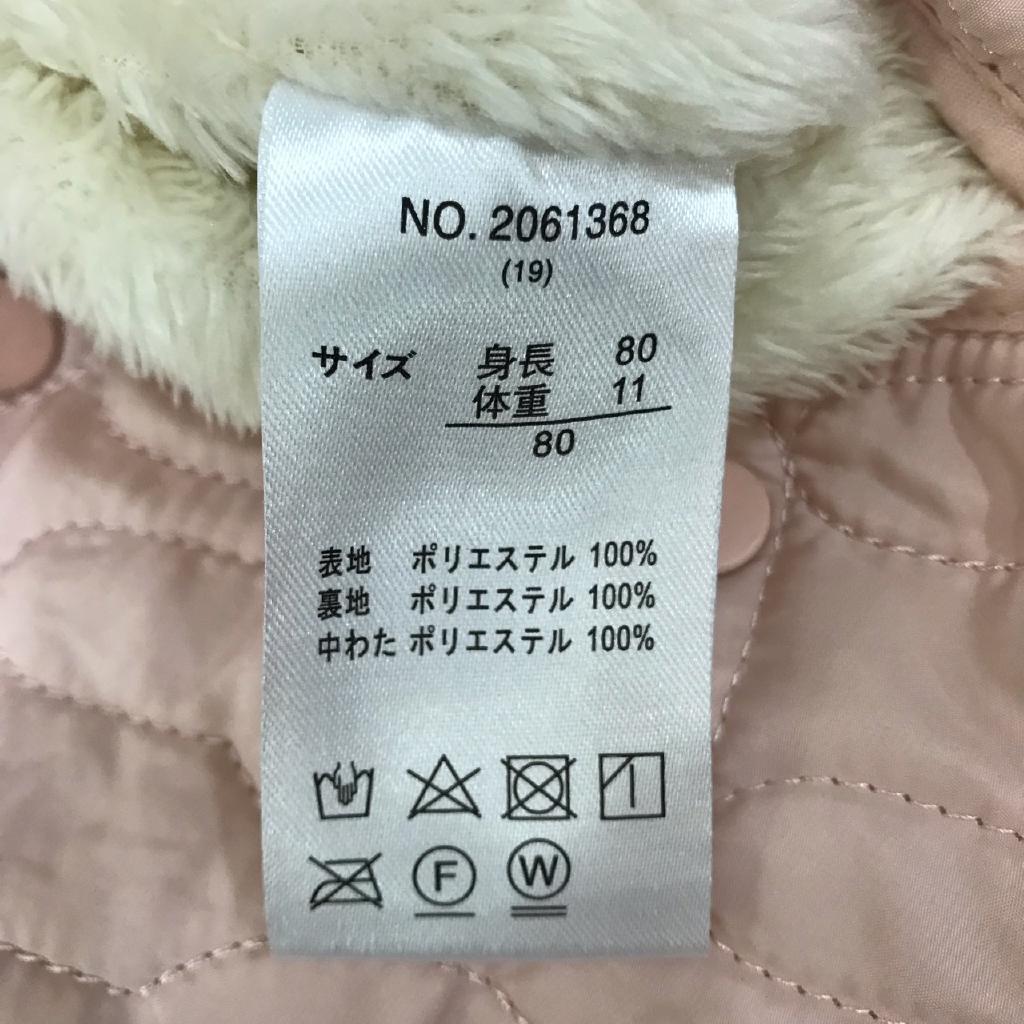 NO. 2061368
(19)
サイズ 身長 80
体重 11
80
表地 ポリエステル 100%
裏地 ポリエステル 100%
中わた ポリエステル 100%
F W